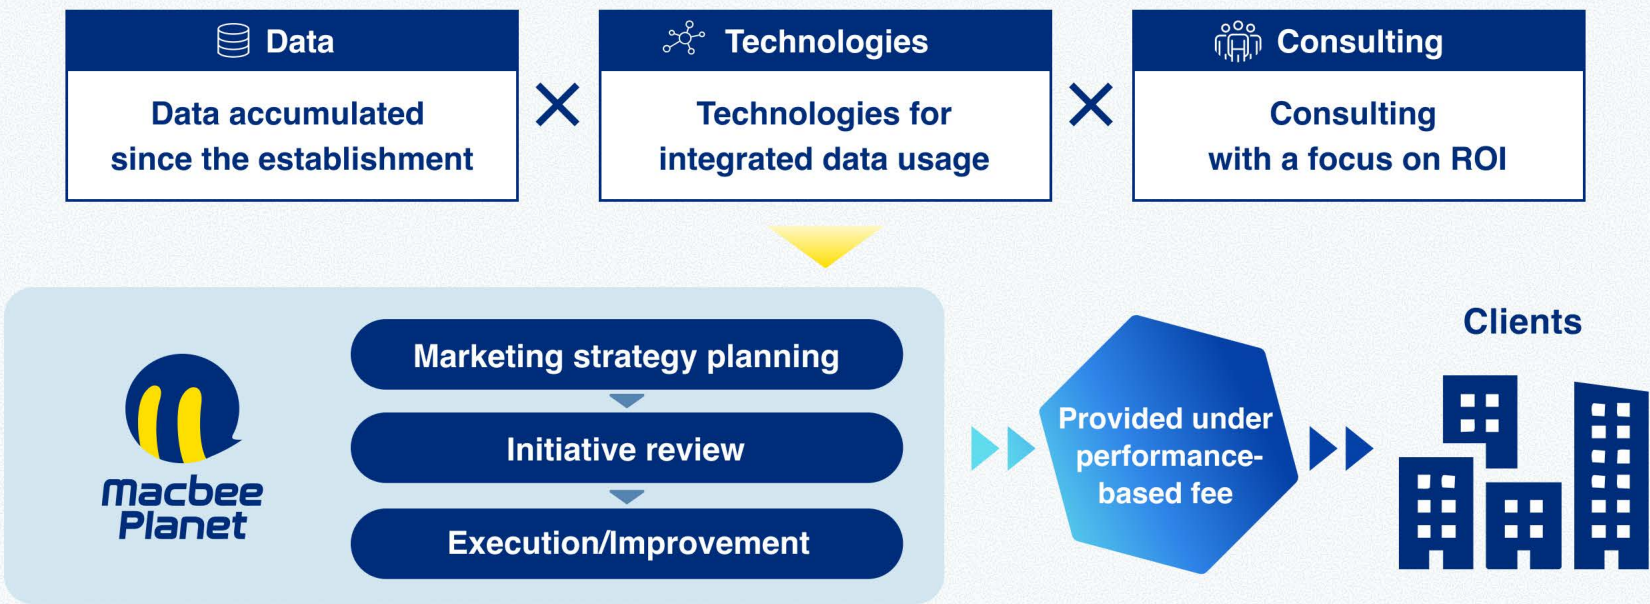 Data
Technologies
Consulting
Data accumulated
since the establishment
Technologies for
integrated data usage
Consulting
with a focus on ROI
macbee
Planet
Marketing strategy planning
Initiative review
Execution/Improvement
Provided under
performance-
based fee
Clients